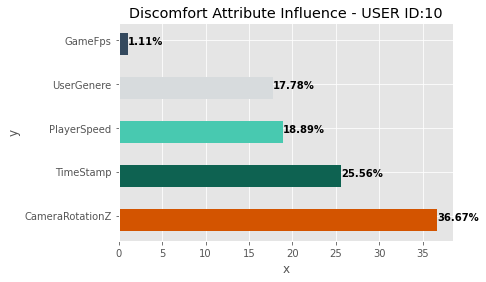 Discomfort Attribute Influence - USER ID:10
GameFps
1.11%
UserGenere
17.78%
PlayerSpeed
18.89%
TimeStamp
25.56%
CameraRotationZ
36.67%
y
0 5 10 15 20 25 30 35
x